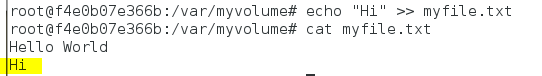 root@f4e0b07e366b:/var/myvolume# echo "Hi" >> myfile.txt
root@f4e0b07e366b:/var/myvolume# cat myfile.txt
Hello World
Hi